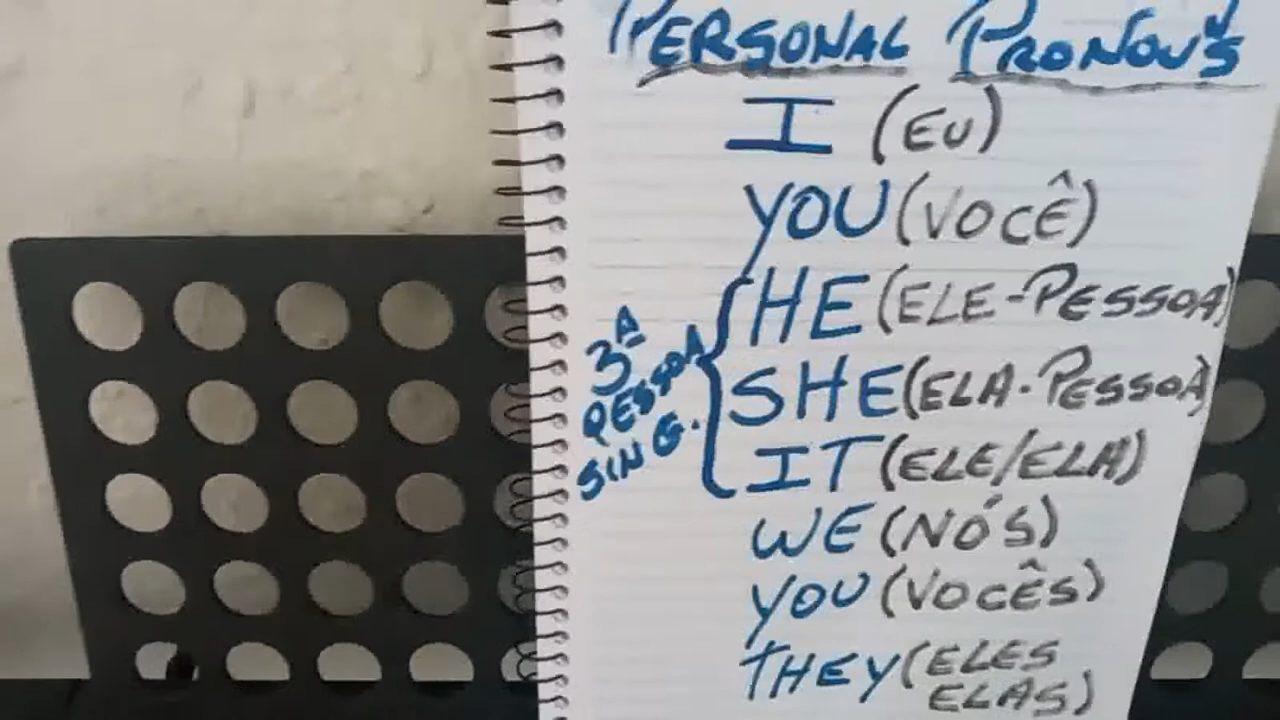 PERSONAL PRONOUNS
I (EU)
YOU (VOCÊ)
HE (ELE-PESSOA)
SHE (ELA-PESSOA)
IT (ELE/ELA)
3ª
PESSOA
SING.
WE (NÓS)
YOU (VOCÊS)
THEY (ELES
ELAS)